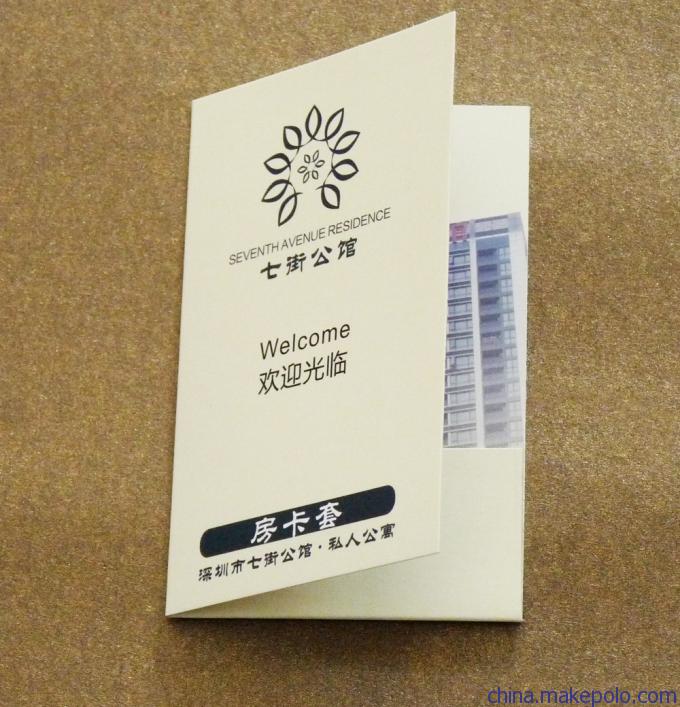 SEVENTH AVENUE RESIDENCE
七街公馆
Welcome
欢迎光临
房卡套
深圳市七街公馆·私人公寓
china.makepolo.com